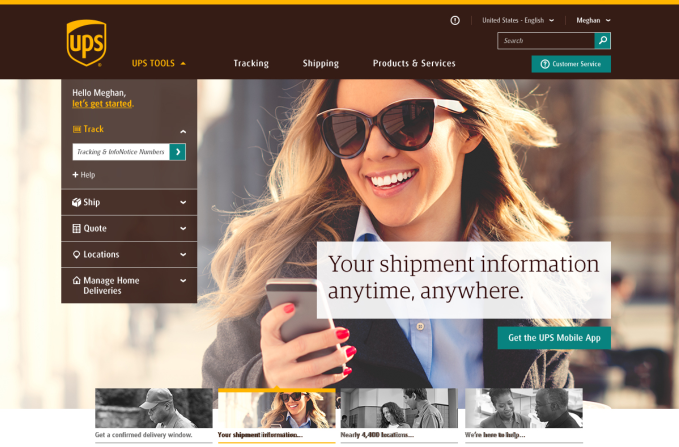 United States - English
Meghan
Search
ups
UPS TOOLS
Tracking
Shipping
Products & Services
Customer Service
Hello Meghan,
let's get started.
Track
Tracking & InfoNotice Numbers
+ Help
Ship
Quote
Locations
Manage Home
Deliveries
Your shipment information
anytime, anywhere.
Get the UPS Mobile App
Get a confirmed delivery window.
Your shipment information...
Nearly 4,400 locations...
We're here to help...